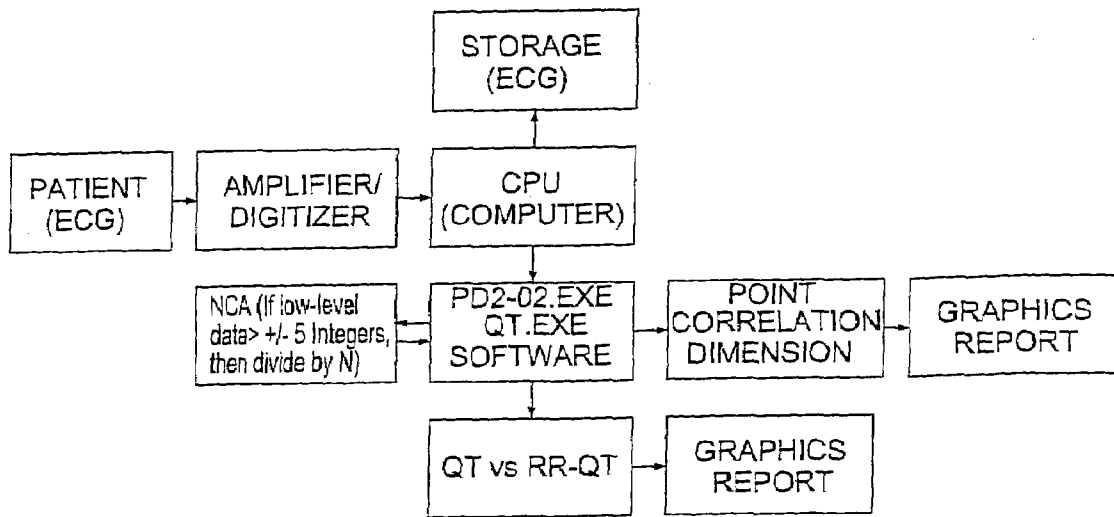 STORAGE
(ECG)
PATIENT
(ECG)
AMPLIFIER/
DIGITIZER
CPU
(COMPUTER)
NCA (If low-level
data> +/- 5 Integers,
then divide by N)
PD2-02.EXE
QT.EXE
SOFTWARE
POINT
CORRELATION
DIMENSION
GRAPHICS
REPORT
QT vs RR-QT
GRAPHICS
REPORT